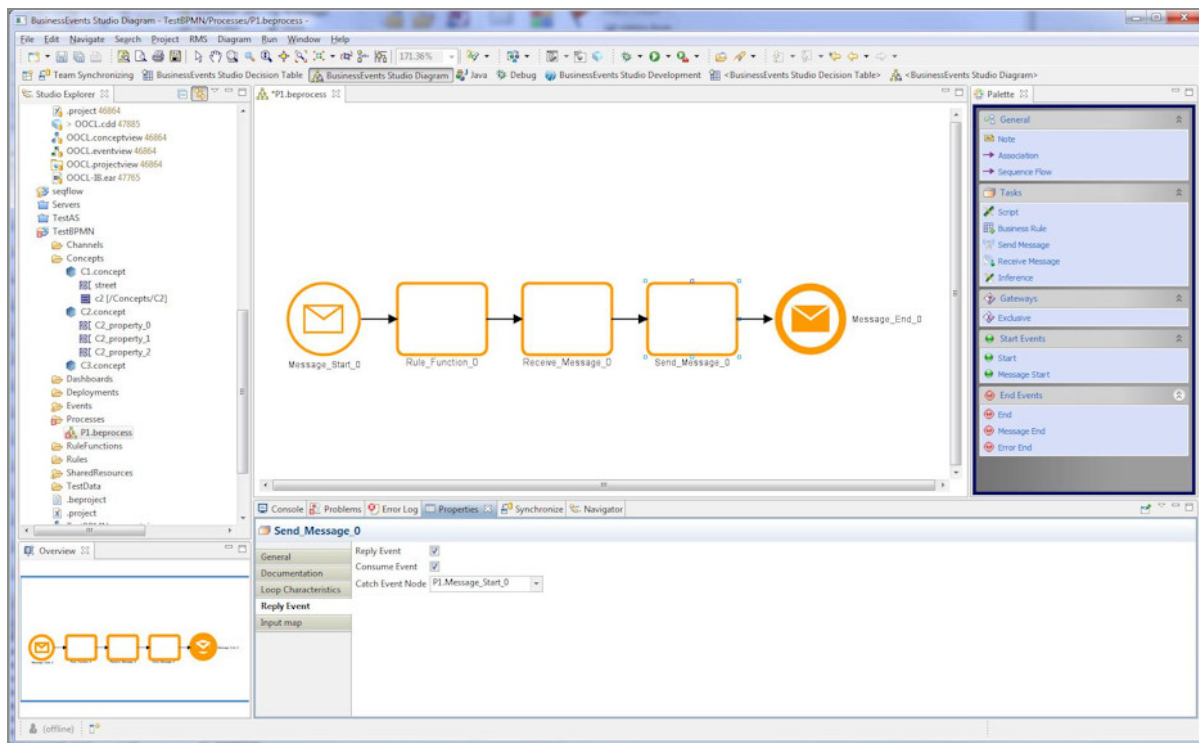 BusinessEvents Studio Diagram - TestBPMN/Processes/P1.beprocess -
File Edit Navigate Search Project RMS Diagram Run Window Help
171.36%
Team Synchronizing BusinessEvents Studio Decision Table BusinessEvents Studio Diagram Java Debug BusinessEvents Studio Development <BusinessEvents Studio Decision Table> <BusinessEvents Studio Diagram>
Studio Explorer
.project 46864
> OOCL.cdd 47885
OOCL.conceptview 46864
OOCL.eventview 46864
OOCL.projectview 46864
OOCL-IB.ear 47765
seqflow
Servers
TestAS
TestBPMN
Channels
Concepts
C1.concept
street
c2 [/Concepts/C2]
C2.concept
C2_property_0
C2_property_1
C2_property_2
C3.concept
Dashboards
Deployments
Events
Processes
P1.beprocess
RuleFunctions
Rules
SharedResources
TestData
.beproject
.project
*P1.beprocess
Message_Start_0
Rule_Function_0
Receive_Message_0
Send_Message_0
Message_End_0
Palette
General
Note
Association
Sequence Flow
Tasks
Script
Business Rule
Send Message
Receive Message
Inference
Gateways
Exclusive
Start Events
Start
Message Start
End Events
End
Message End
Error End
Overview
Console Problems Error Log Properties Synchronize Navigator
Send_Message_0
General
Documentation
Loop Characteristics
Reply Event
Input map
Reply Event
Consume Event
Catch Event Node P1.Message_Start_0
(offline)